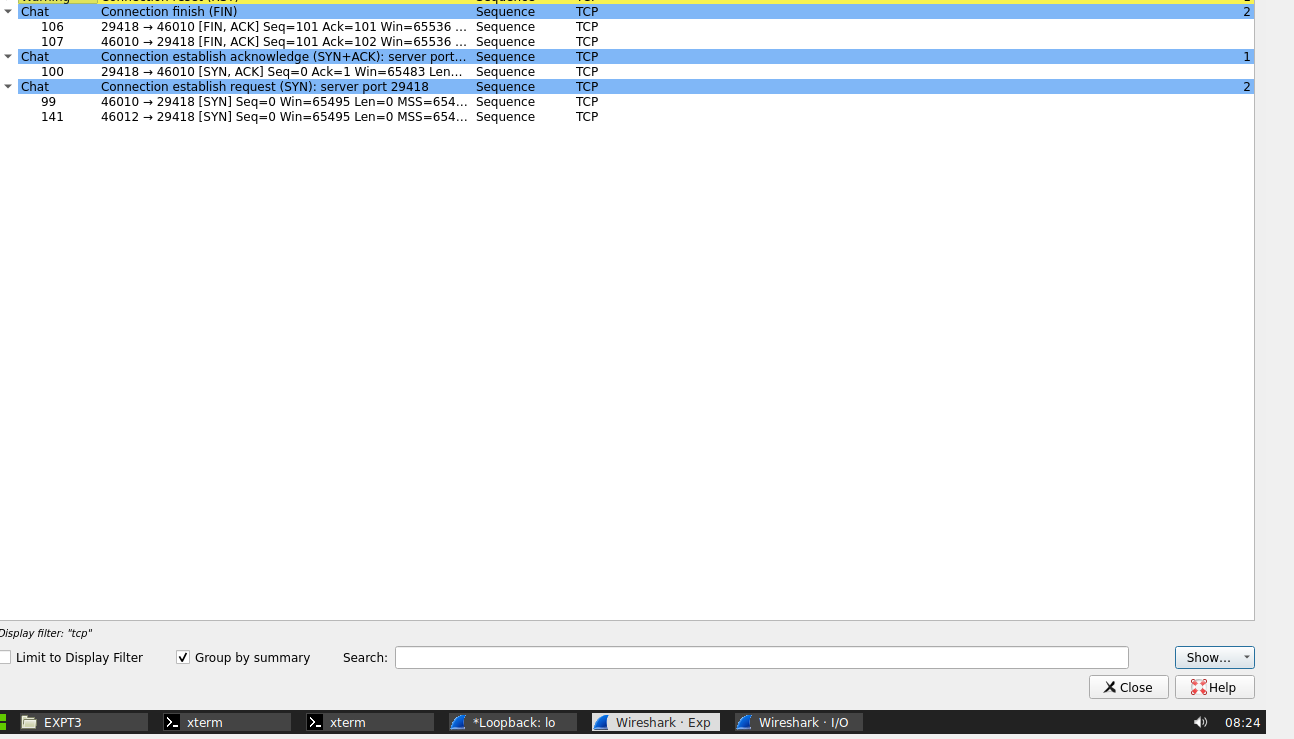 Chat Connection finish (FIN) Sequence TCP 2
106 29418 → 46010 [FIN, ACK] Seq=101 Ack=101 Win=65536 ... Sequence TCP
107 46010 → 29418 [FIN, ACK] Seq=101 Ack=102 Win=65536 ... Sequence TCP
Chat Connection establish acknowledge (SYN+ACK): server port... Sequence TCP 1
100 29418 → 46010 [SYN, ACK] Seq=0 Ack=1 Win=65483 Len... Sequence TCP
Chat Connection establish request (SYN): server port 29418 Sequence TCP 2
99 46010 → 29418 [SYN] Seq=0 Win=65495 Len=0 MSS=654... Sequence TCP
141 46012 → 29418 [SYN] Seq=0 Win=65495 Len=0 MSS=654... Sequence TCP
Display filter: "tcp"
Limit to Display Filter Group by summary Search: Show...
Close Help
EXPT3 xterm xterm *Loopback: lo Wireshark · Exp Wireshark · I/O 08:24